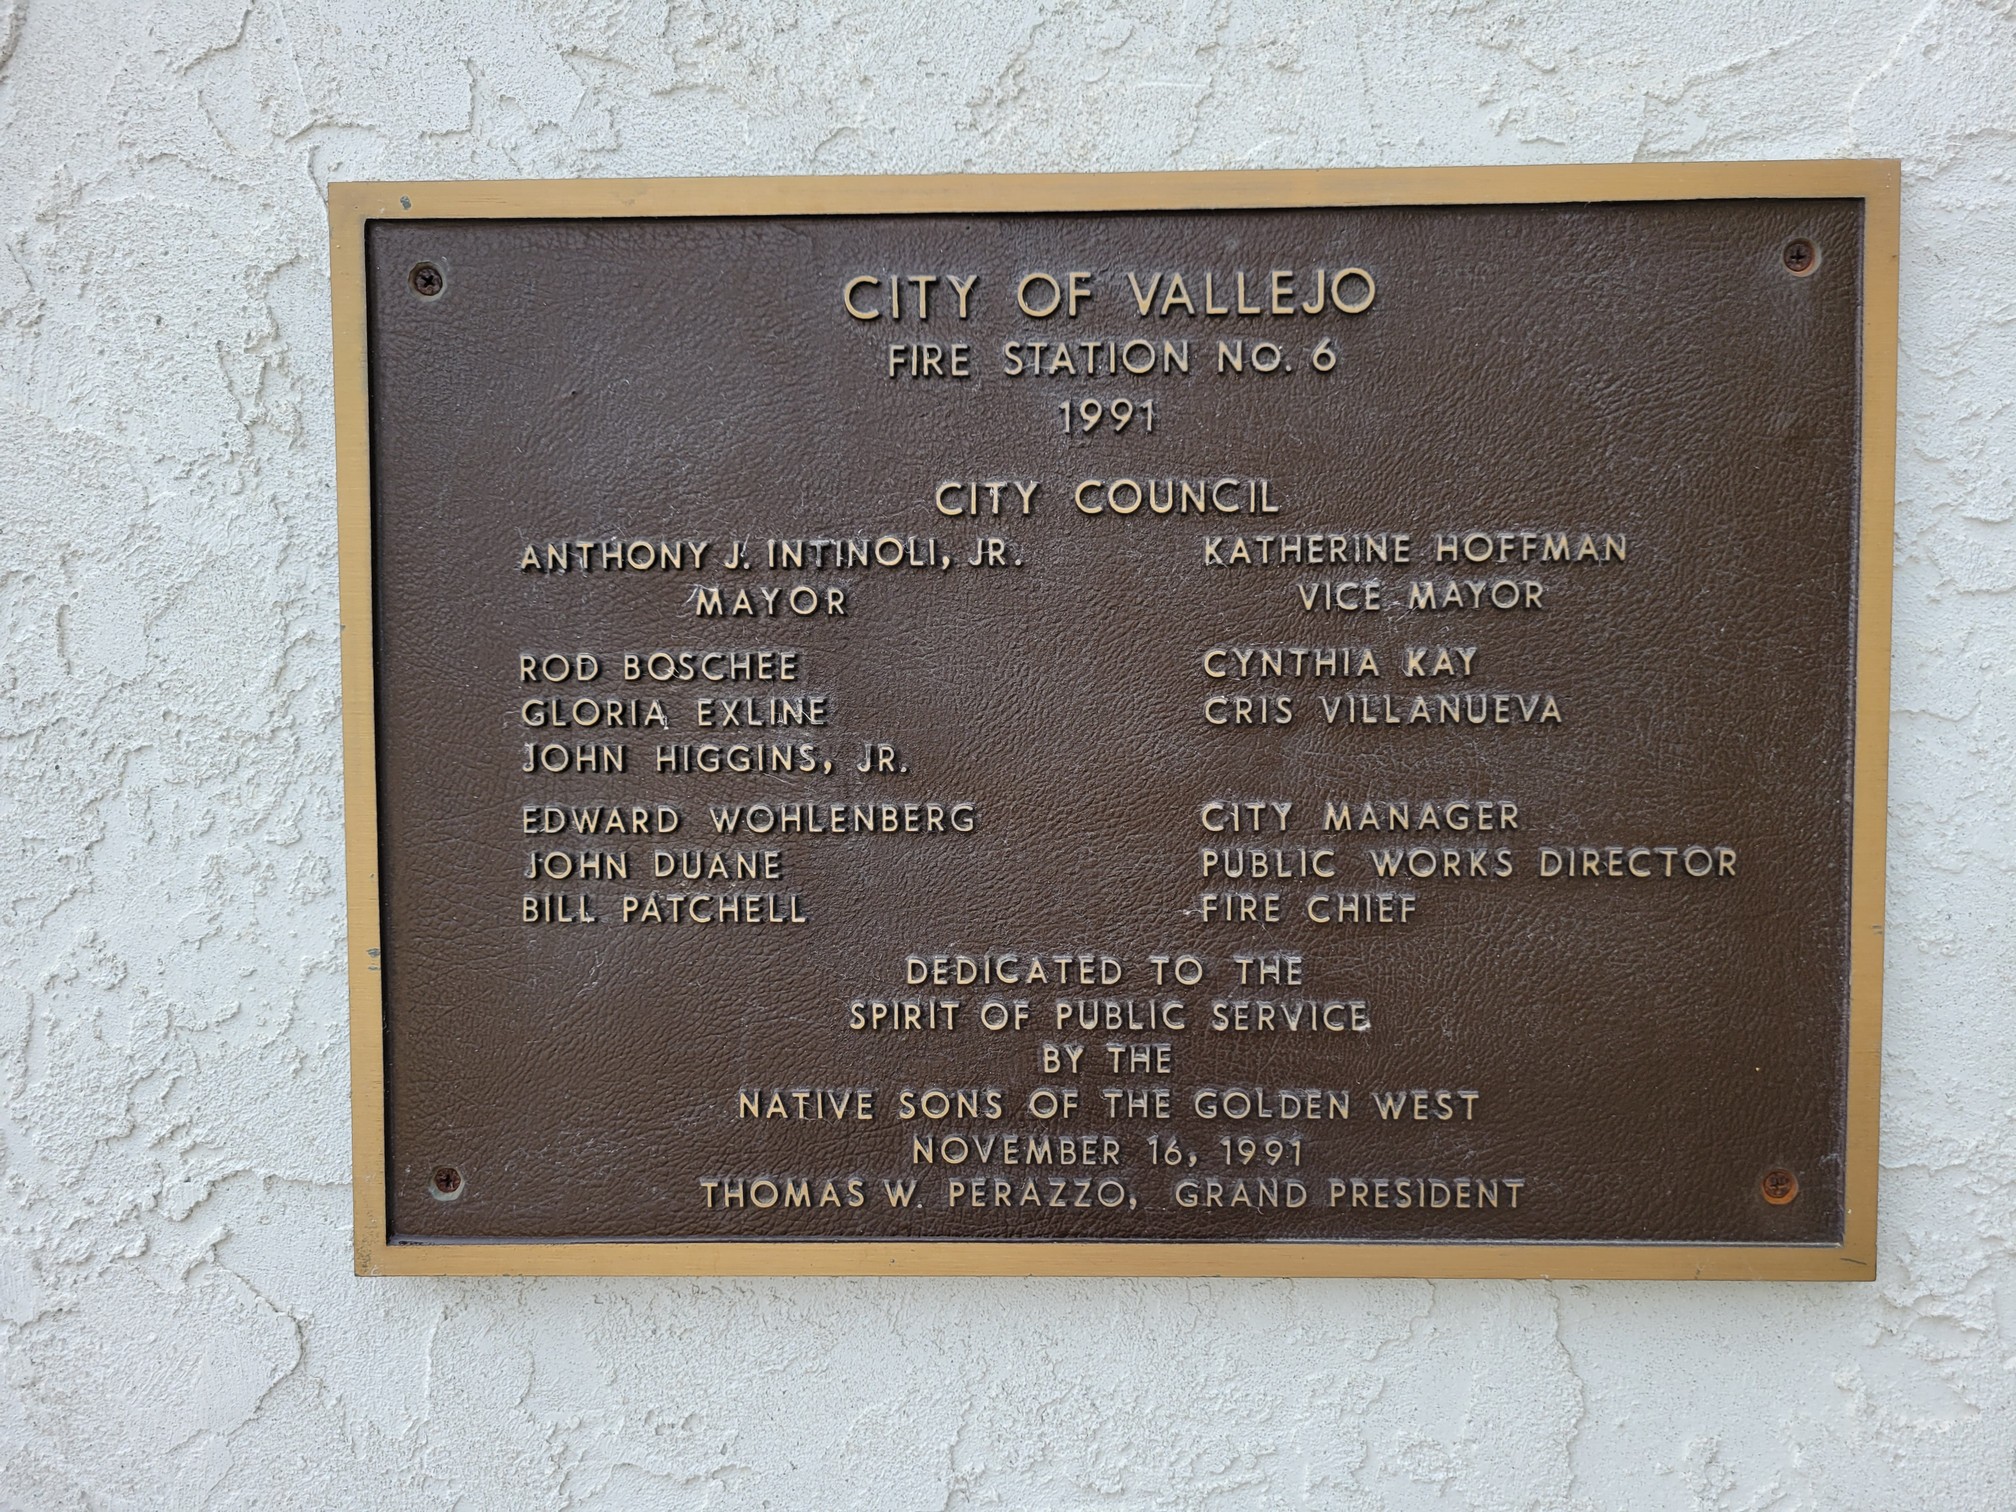 CITY OF VALLEJO
FIRE STATION NO. 6
1991
CITY COUNCIL
ANTHONY J. INTINOLI, JR. KATHERINE HOFFMAN
MAYOR VICE MAYOR
ROD BOSCHEE CYNTHIA KAY
GLORIA EXLINE CRIS VILLANUEVA
JOHN HIGGINS, JR.
EDWARD WOHLENBERG CITY MANAGER
JOHN DUANE PUBLIC WORKS DIRECTOR
BILL PATCHELL FIRE CHIEF
DEDICATED TO THE
SPIRIT OF PUBLIC SERVICE
BY THE
NATIVE SONS OF THE GOLDEN WEST
NOVEMBER 16, 1991
THOMAS W. PERAZZO, GRAND PRESIDENT